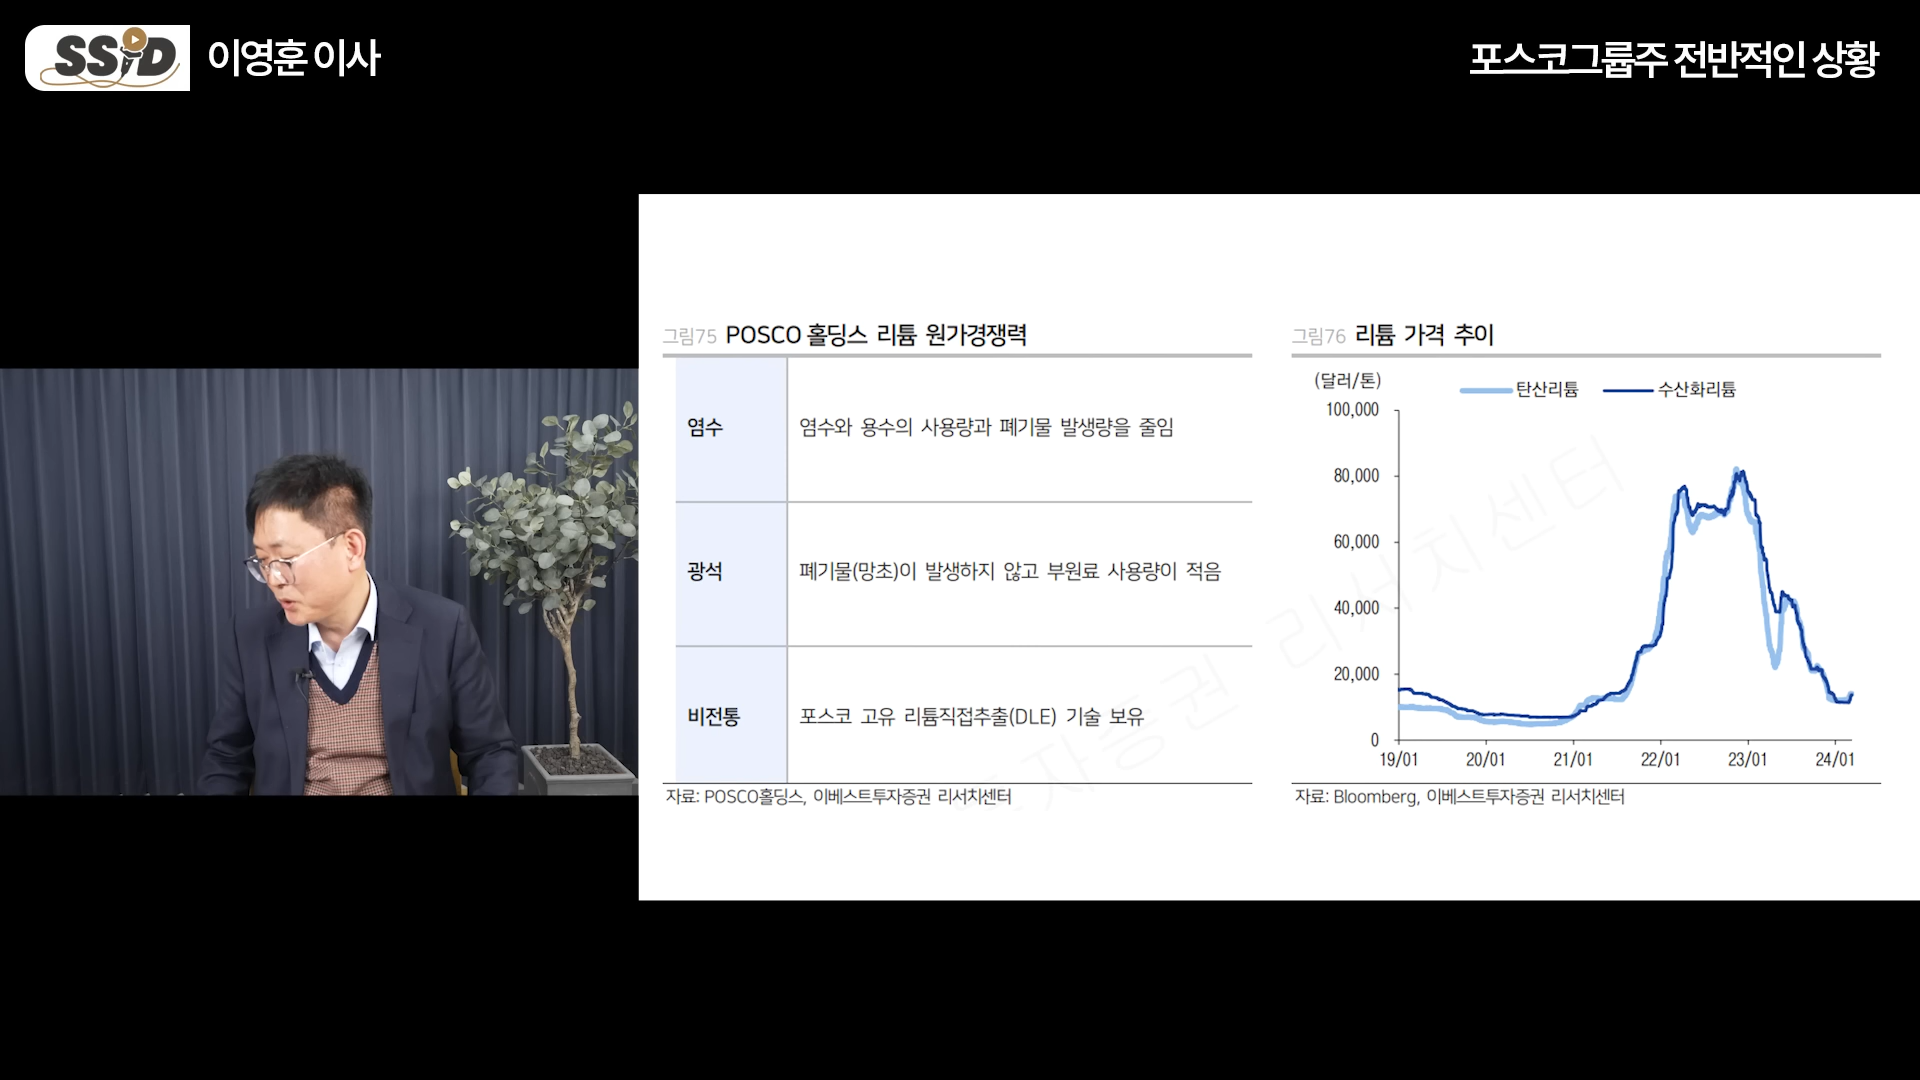 SSID
이영훈 이사
포스코그룹주 전반적인 상황
그림75 POSCO홀딩스 리튬 원가경쟁력
염수 염수와 용수의 사용량과 폐기물 발생량을 줄임
광석 폐기물(망초)이 발생하지 않고 부원료 사용량이 적음
비전통 포스코 고유 리튬직접추출(DLE) 기술 보유
자료: POSCO홀딩스, 이베스트투자증권 리서치센터
그림76 리튬 가격 추이
(달러/톤)
탄산리튬 수산화리튬
100,000
80,000
60,000
40,000
20,000
0
19/01 20/01 21/01 22/01 23/01 24/01
자료: Bloomberg, 이베스트투자증권 리서치센터
투자증권 리서치센터